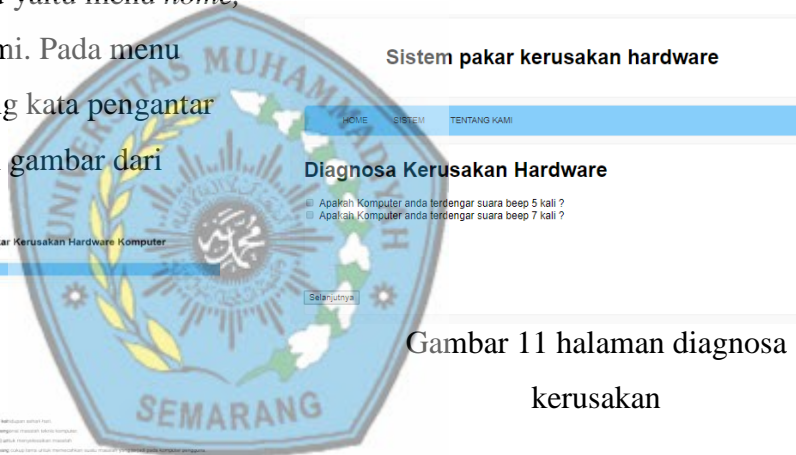 yaitu menu home,
mi. Pada menu
kata pengantar
gambar dari
kar Kerusakan Hardware Komputer
UNIVERSITAS MUHAMMADIYAH
SEMARANG
Sistem pakar kerusakan hardware
HOME SISTEM TENTANG KAMI
Diagnosa Kerusakan Hardware
Apakah Komputer anda terdengar suara beep 5 kali ?
Apakah Komputer anda terdengar suara beep 7 kali ?
Selanjutnya
Gambar 11 halaman diagnosa
kerusakan